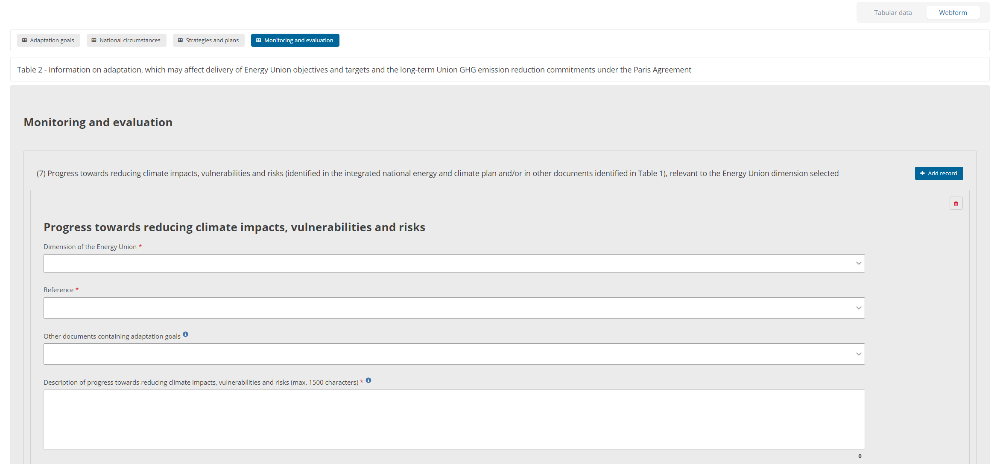 Tabular data
Webform
Adaptation goals
National circumstances
Strategies and plans
Monitoring and evaluation
Table 2 - Information on adaptation, which may affect delivery of Energy Union objectives and targets and the long-term Union GHG emission reduction commitments under the Paris Agreement
Monitoring and evaluation
(7) Progress towards reducing climate impacts, vulnerabilities and risks (identified in the integrated national energy and climate plan and/or in other documents identified in Table 1), relevant to the Energy Union dimension selected
+ Add record
Progress towards reducing climate impacts, vulnerabilities and risks
Dimension of the Energy Union *
Reference *
Other documents containing adaptation goals
Description of progress towards reducing climate impacts, vulnerabilities and risks (max. 1500 characters) *
0